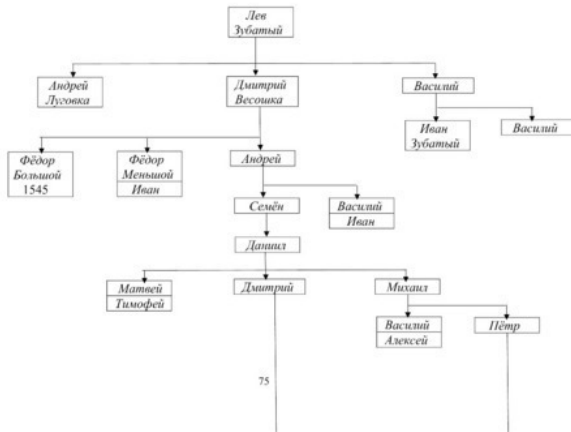 Лев
Зубатый
Андрей
Луговка
Дмитрий
Весошка
Василий
Иван
Зубатый
Василий
Фёдор
Большой
1545
Фёдор
Меньшой
Иван
Андрей
Семён
Василий
Иван
Даниил
Матвей
Тимофей
Дмитрий
Михаил
Василий
Алексей
Пётр
75